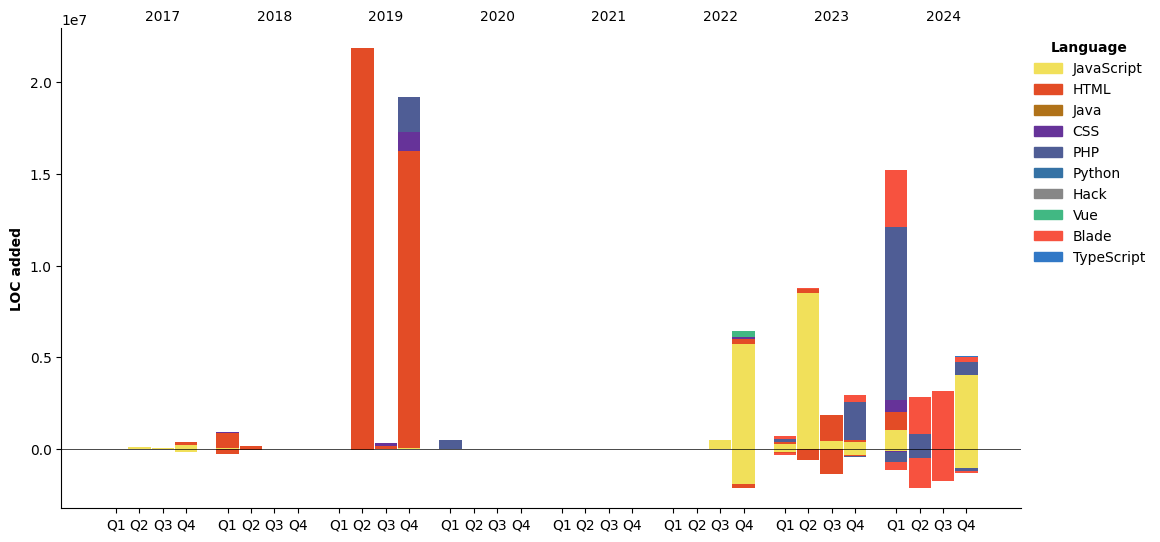 2017 2018 2019 2020 2021 2022 2023 2024
1e7
Language
JavaScript
HTML
Java
CSS
PHP
Python
Hack
Vue
Blade
TypeScript
2.0
1.5
1.0
0.5
0.0
LOC added
Q1 Q2 Q3 Q4 Q1 Q2 Q3 Q4 Q1 Q2 Q3 Q4 Q1 Q2 Q3 Q4 Q1 Q2 Q3 Q4 Q1 Q2 Q3 Q4 Q1 Q2 Q3 Q4 Q1 Q2 Q3 Q4